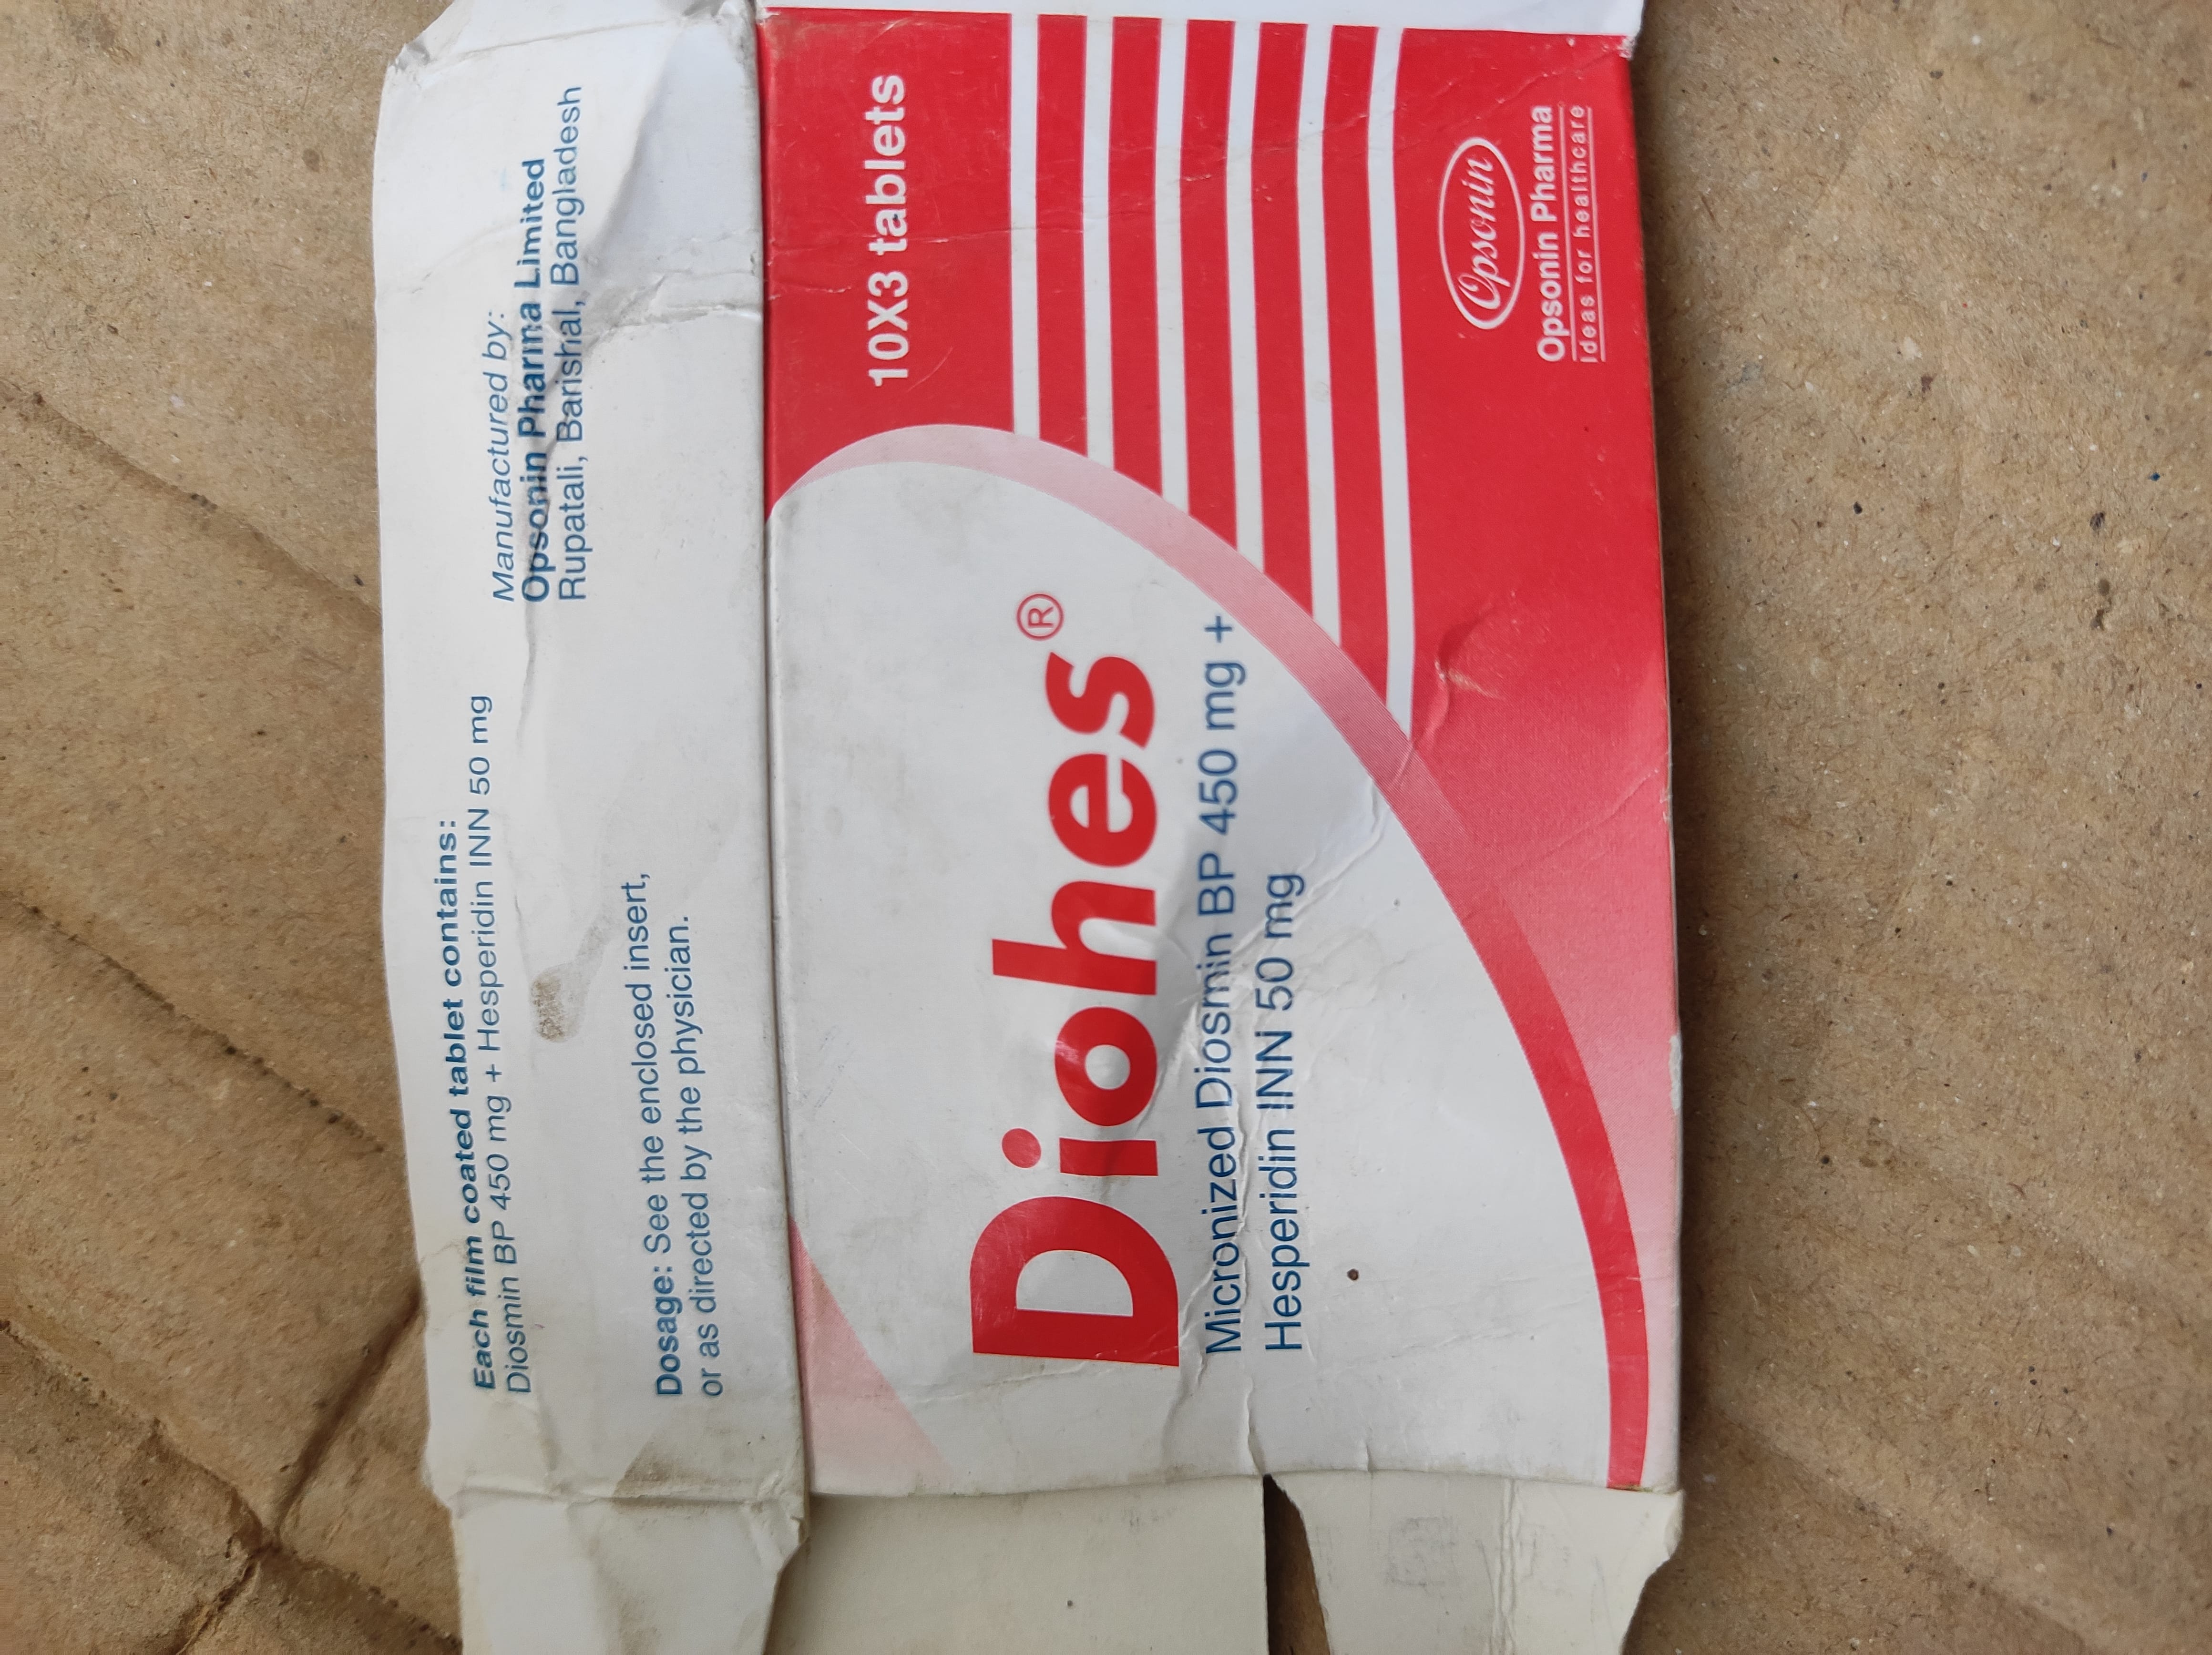 Each film coated tablet contains:
Diosmin BP 450 mg + Hesperidin INN 50 mg
Manufactured by:
Opsonin Pharma Limited
Rupatali, Barishal, Bangladesh
Dosage: See the enclosed insert,
or as directed by the physician.
10X3 tablets
Diohes®
Micronized Diosmin BP 450 mg +
Hesperidin INN 50 mg
Opsonin
Opsonin Pharma
Ideas for healthcare